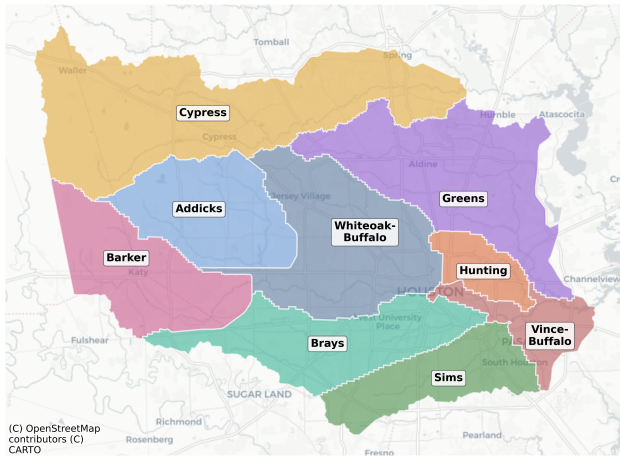 Tomball
Spring
Waller
Cypress
Cypress
Humble
Atascocita
Aldine
Jersey Village
Addicks
Greens
Whiteoak-
Buffalo
Barker
Katy
Hunting
Channelview
HOUSTON
West University
Place
Vince-
Buffalo
Brays
Fulshear
South Houston
Sims
SUGAR LAND
Richmond
Rosenberg
Pearland
Fresno
(C) OpenStreetMap
contributors (C)
CARTO